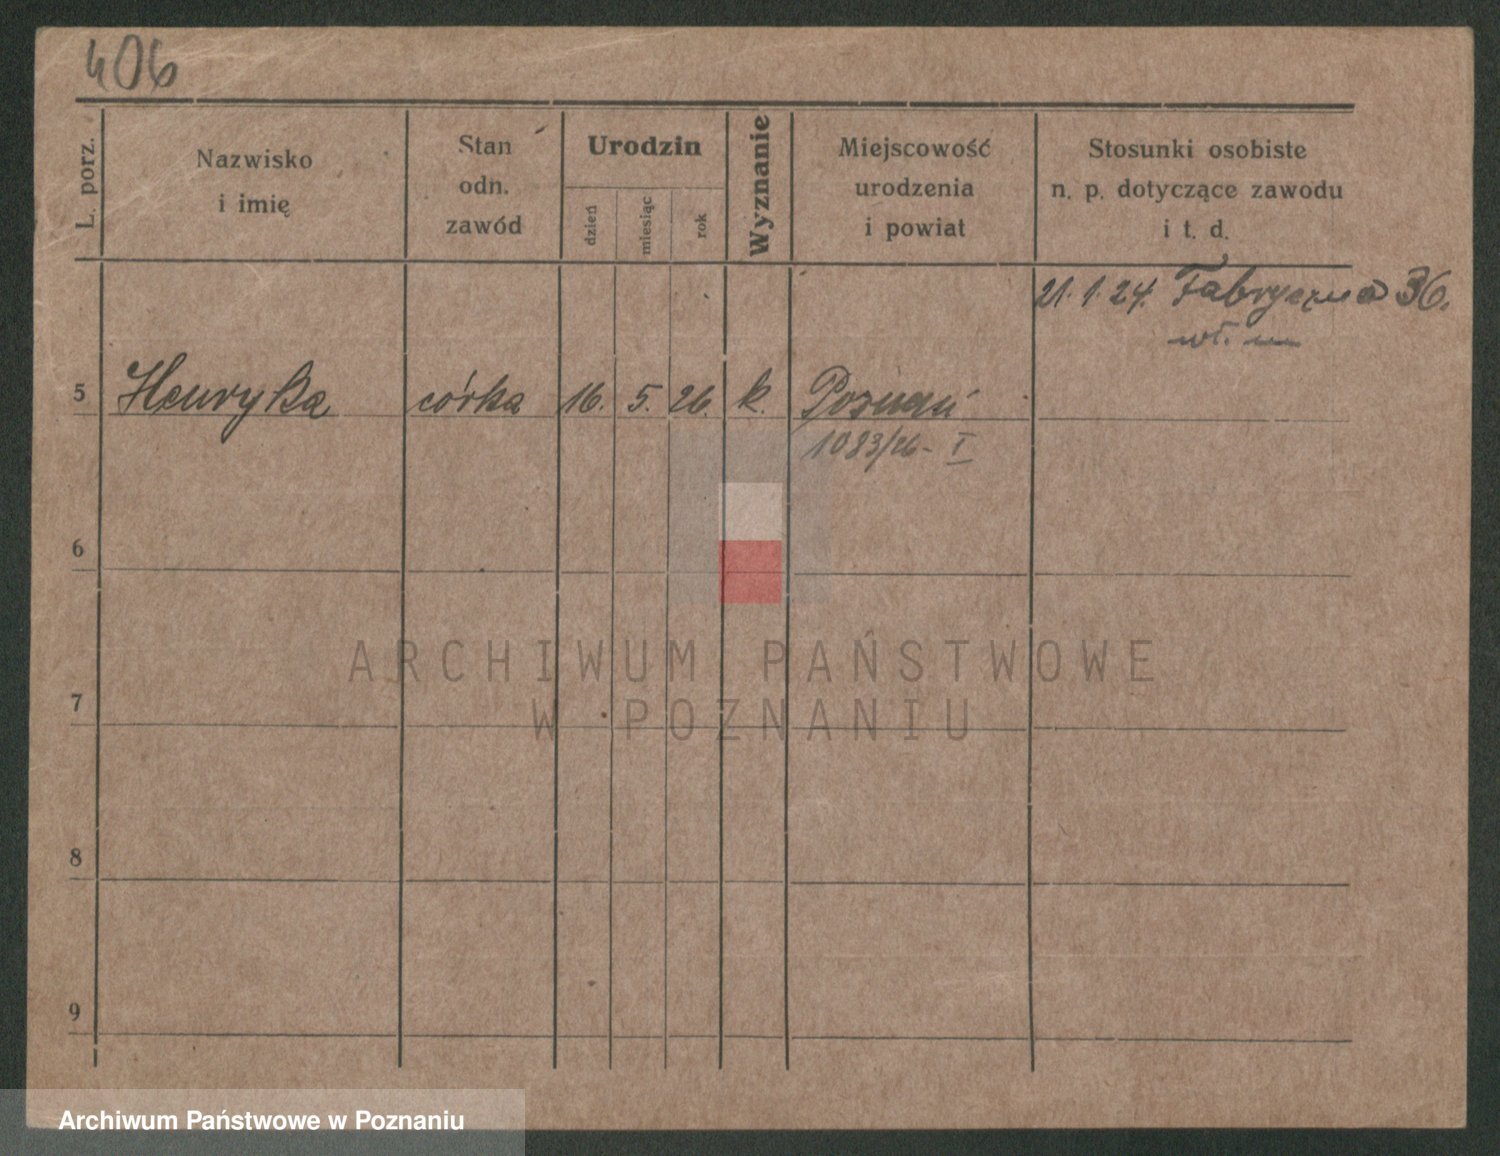 406
L. porz.
Nazwisko
i imię
Stan
odn.
zawód
Urodzin
dzień
miesiąc
rok
Wyznanie
Miejscowość
urodzenia
i powiat
Stosunki osobiste
n. p. dotyczące zawodu
i t. d.
21.1.24. Fabryczna 36.
wł. m
5 Henryka córka 16. 5. 26. k. Poznań
1083/26 - I
6
7
8
9
ARCHIWUM PAŃSTWOWE
W POZNANIU
Archiwum Państwowe w Poznaniu